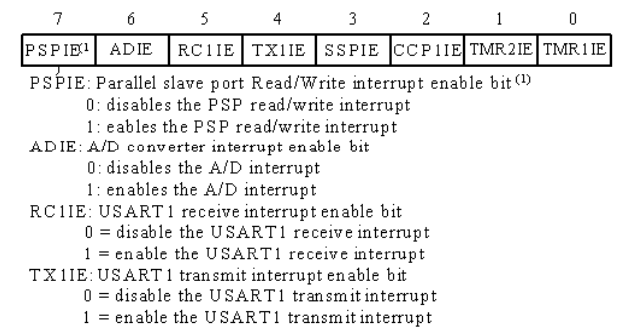 7 6 5 4 3 2 1 0
PSPIE(1 ADIE RC1IE TX1IE SSPIE CCP1IE TMR2IE TMR1IE
PSPIE: Parallel slave port Read/Write interrupt enable bit (1)
0: disables the PSP read/write interrupt
1: eables the PSP read/write interrupt
ADIE: A/D converter interrupt enable bit
0: disables the A/D interrupt
1: enables the A/D interrupt
RC1IE: USART1 receive interrupt enable bit
0 = disable the USART1 receive interrupt
1 = enable the USART1 receive interrupt
TX1IE: USART1 transmit interrupt enable bit
0 = disable the USART1 transmit interrupt
1 = enable the USART1 transmit interrupt